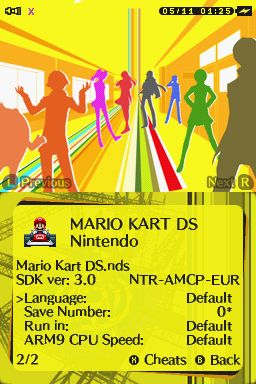 X 05/11 01:25
L Previous Next R
MARIO KART DS
Nintendo
Mario Kart DS.nds
SDK ver: 3.0 NTR-AMCP-EUR
>Language: Default
Save Number: 0*
Run in: Default
ARM9 CPU Speed: Default
2/2 X Cheats B Back